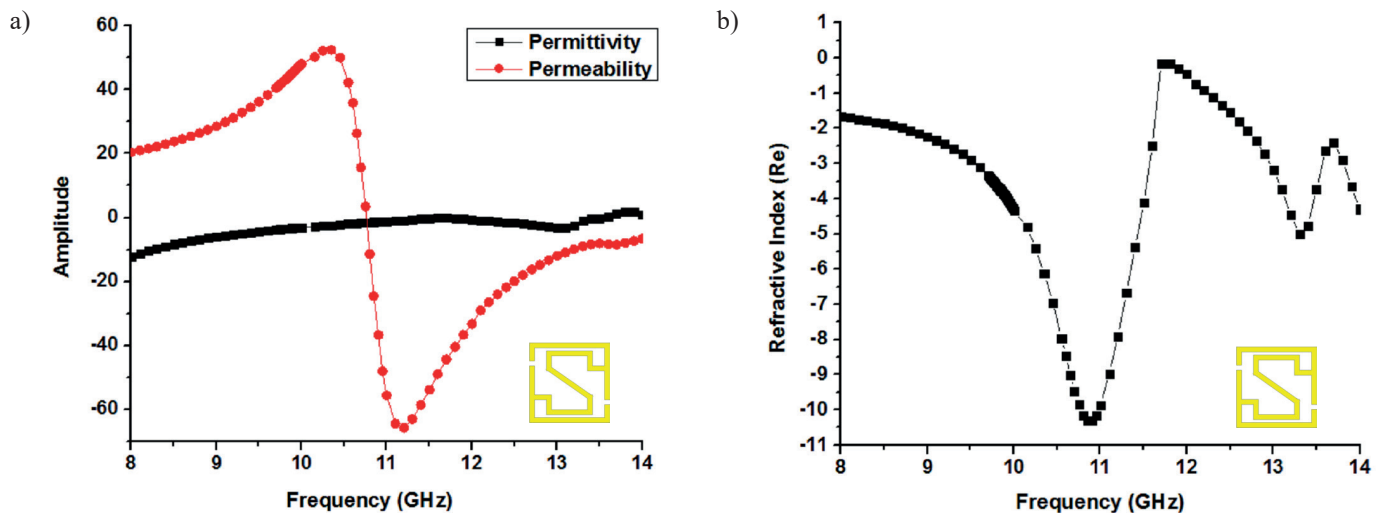 a)
60
40
20
0
-20
-40
-60
Amplitude
8 9 10 11 12 13 14
Frequency (GHz)
Permittivity
Permeability
b)
1
0
-1
-2
-3
-4
-5
-6
-7
-8
-9
-10
-11
Refractive Index (Re)
8 9 10 11 12 13 14
Frequency (GHz)